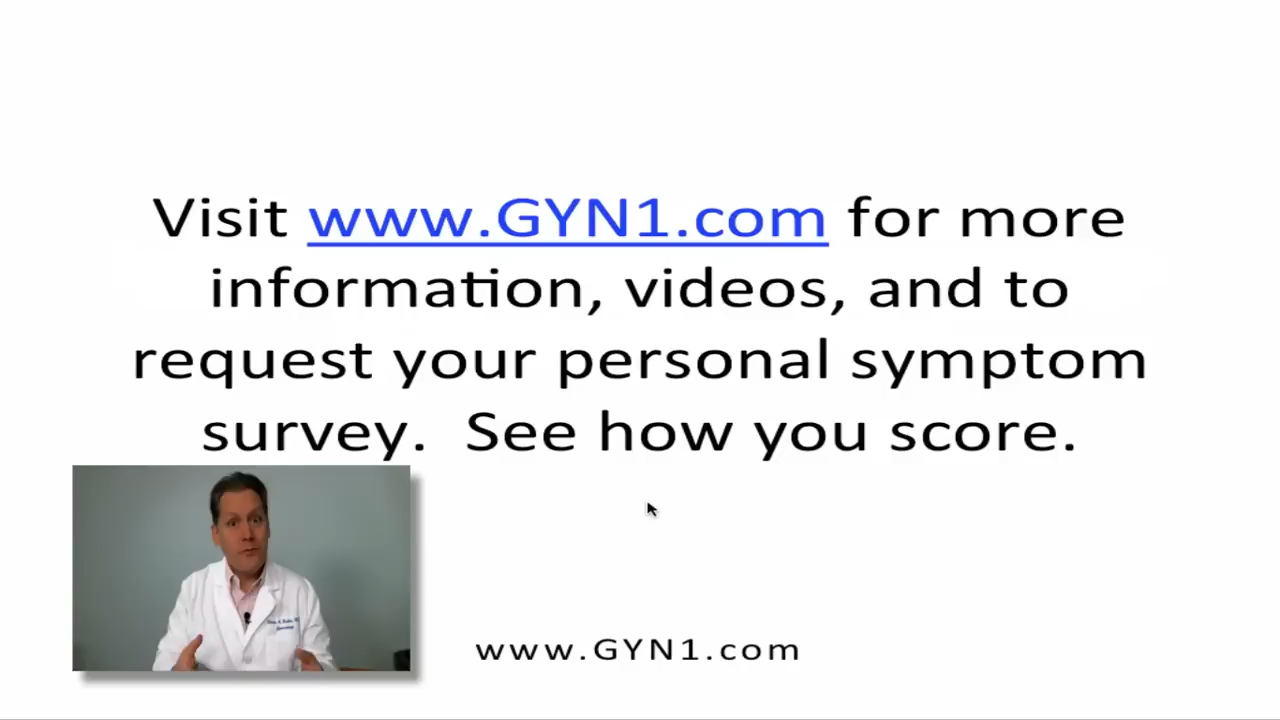 Visit www.GYN1.com for more
information, videos, and to
request your personal symptom
survey.  See how you score.
www.GYN1.com